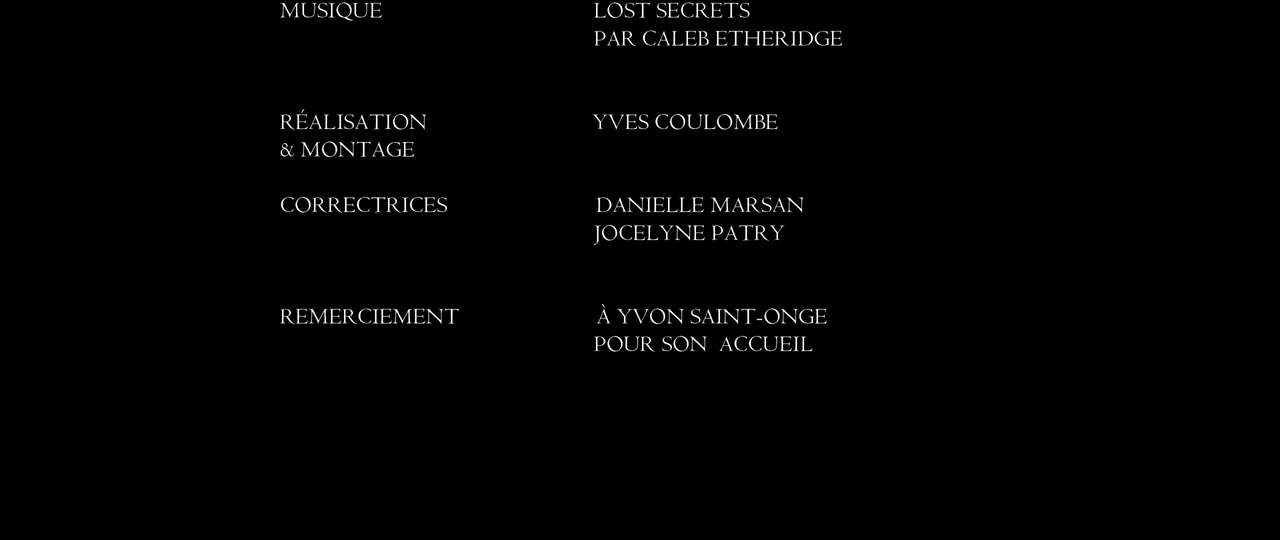 MUSIQUE LOST SECRETS
PAR CALEB ETHERIDGE
RÉALISATION YVES COULOMBE
& MONTAGE
CORRECTRICES DANIELLE MARSAN
JOCELYNE PATRY
REMERCIEMENT À YVON SAINT-ONGE
POUR SON ACCUEIL